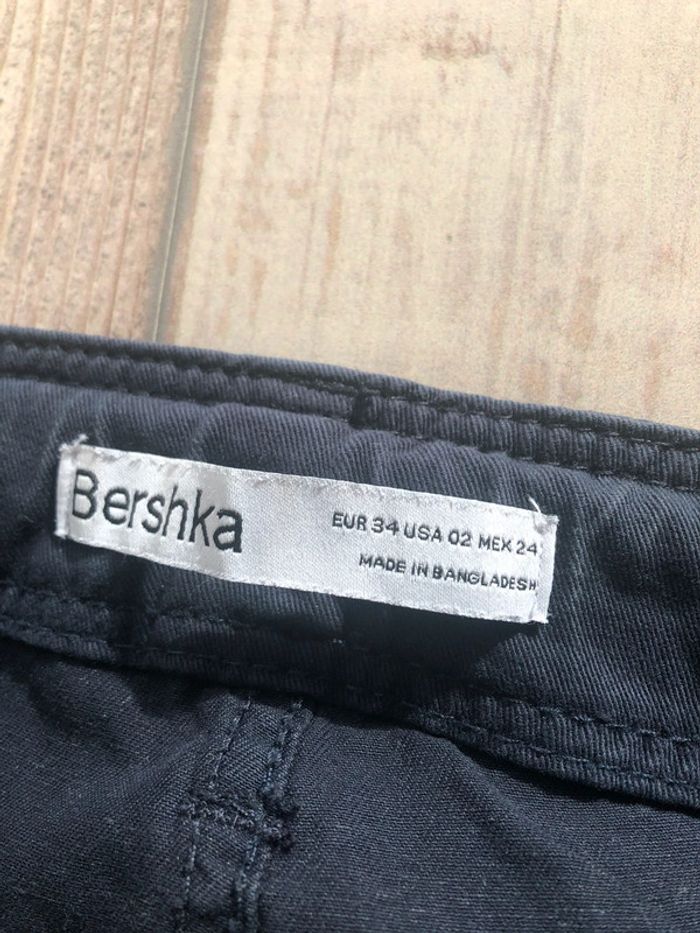 Bershka
EUR 34 USA 02 MEX 24
MADE IN BANGLADESH